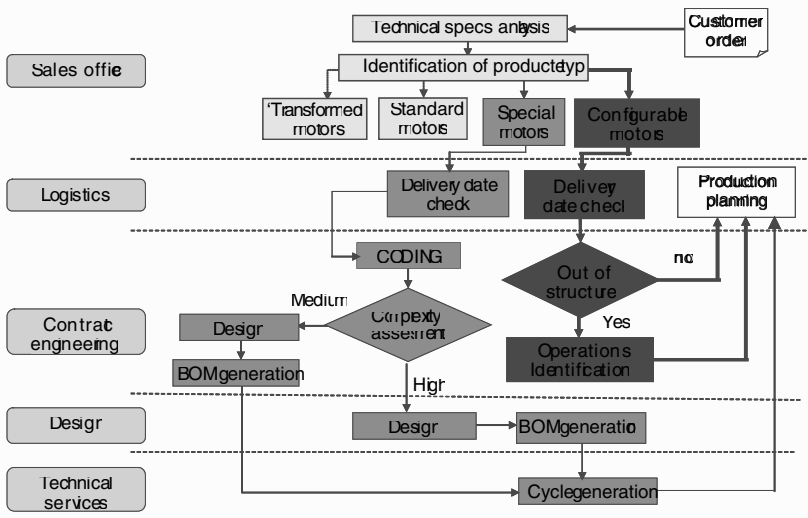 Technical specs analysis
Customer
order
Identification of product typ
Sales office
'Transformed
motors
Standard
motors
Special
motors
Configurable
motors
Logistics
Delivery date
check
Delivery
date check
Production
planning
CODING
Out of
structure
no
Medium
Complexity
assessment
Yes
Contract
engineering
Design
BOM generation
Operations
Identification
High
Design
Design
BOM generation
Technical
services
Cycle generation